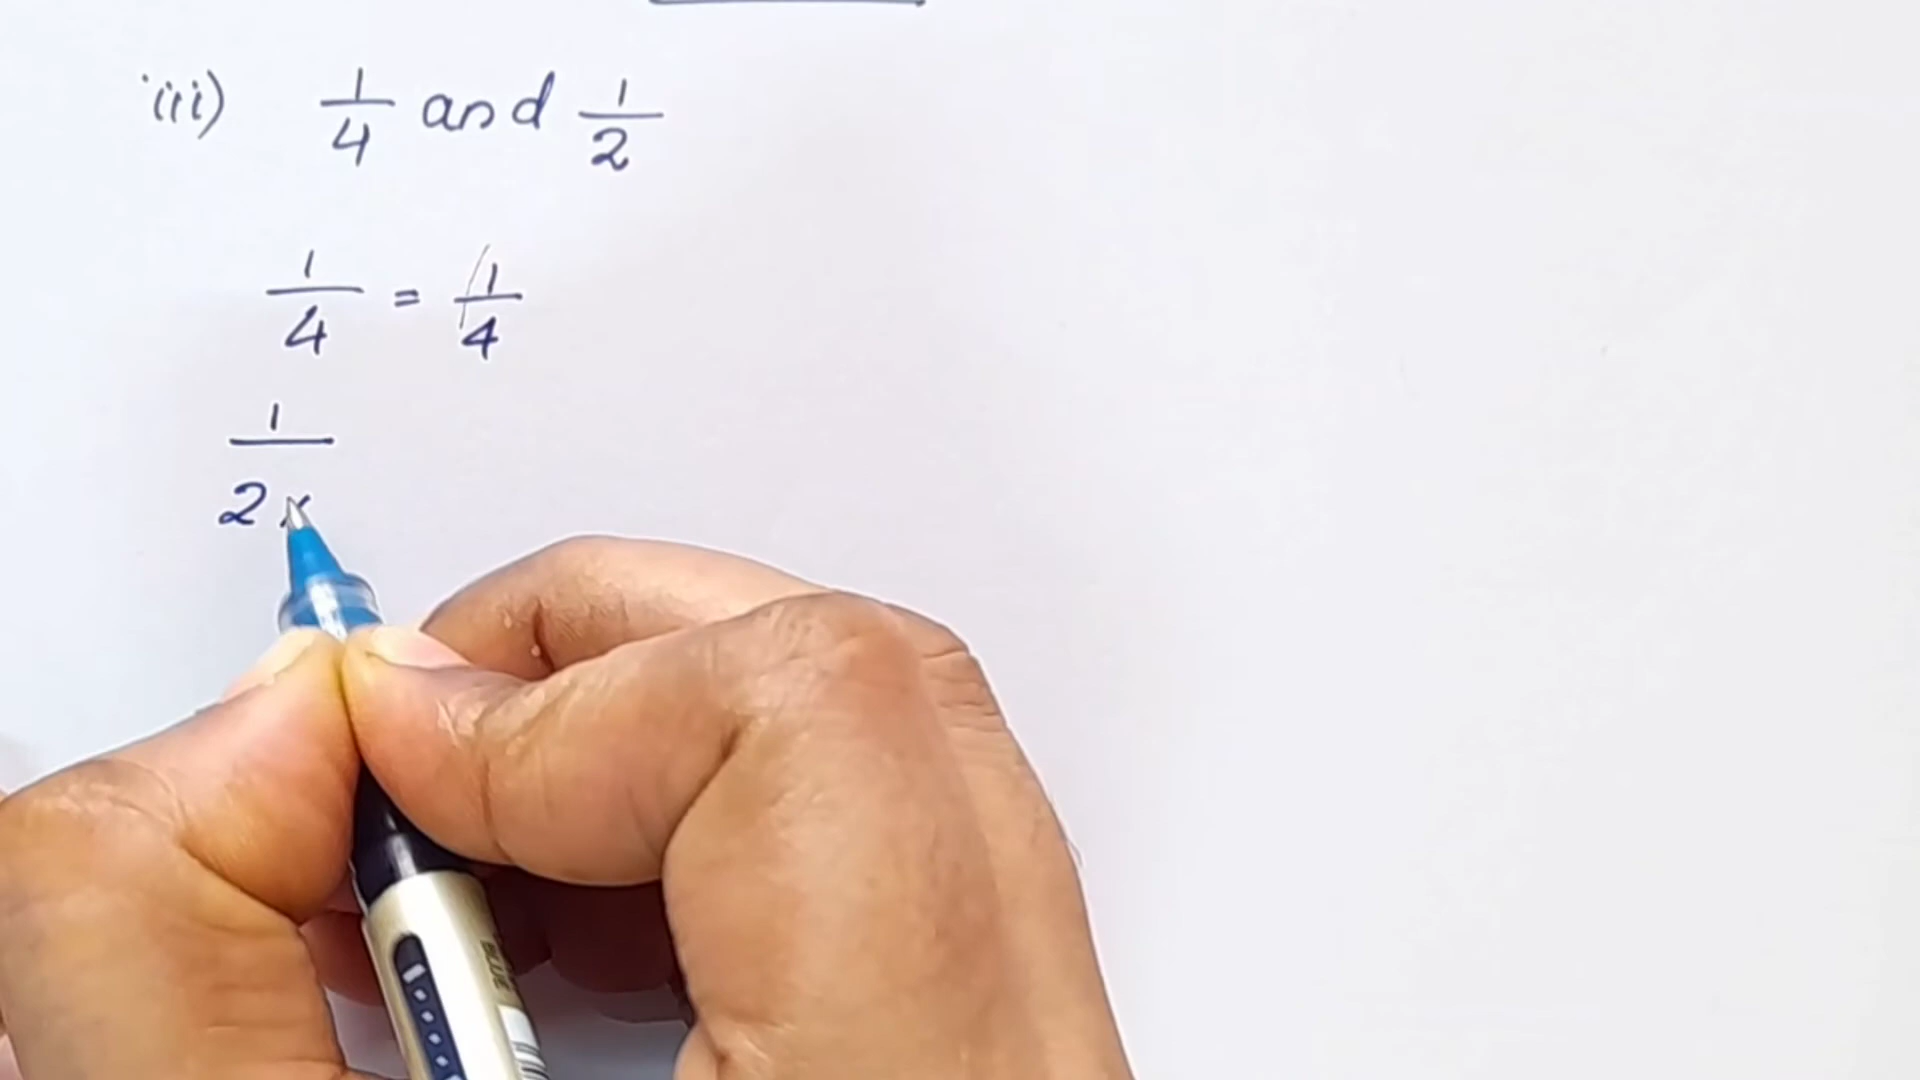 iii) 1/4 and 1/2
1/4 = 1/4
1/2×